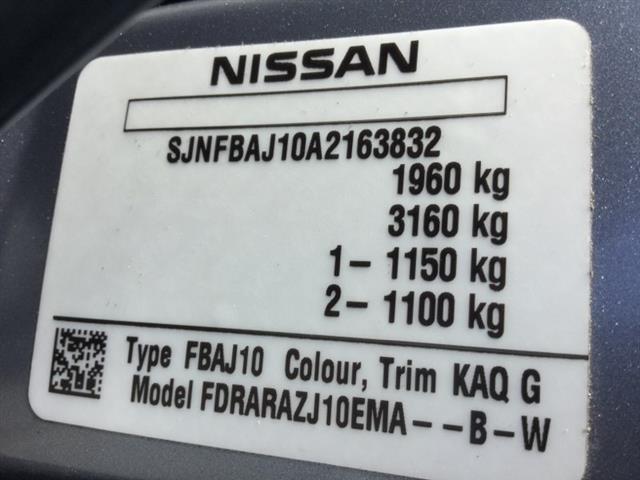 NISSAN
SJNFBAJ10A2163832
1960 kg
3160 kg
1- 1150 kg
2- 1100 kg
Type FBAJ10 Colour, Trim KAQ G
Model FDRARAZJ10EMA--B-W